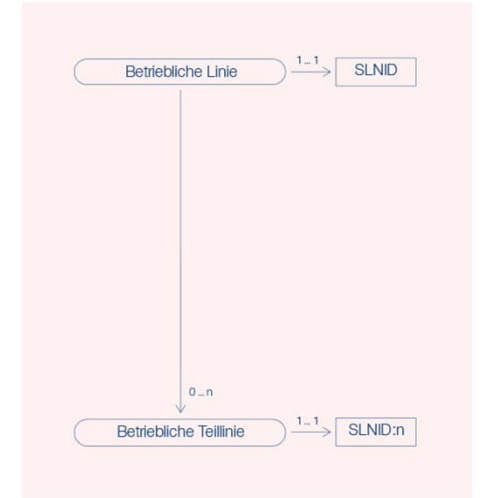 Betriebliche Linie
1 ... 1
SLNID
0 ... n
Betriebliche Teillinie
1 ... 1
SLNID:n